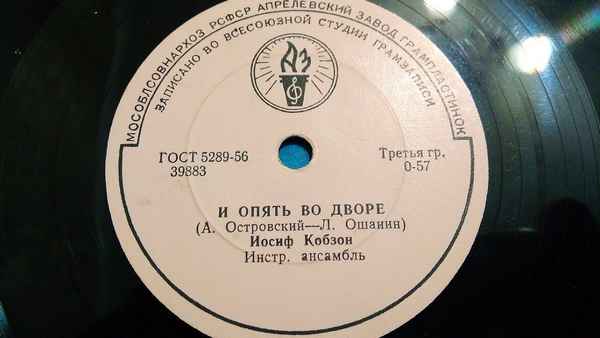 МОСОБЛСОВНАРХОЗ РСФСР АПРЕЛЕВСКИЙ ЗАВОД ГРАМПЛАСТИНОК
ЗАПИСАНО ВО ВСЕСОЮЗНОЙ СТУДИИ ГРАМЗАПИСИ
АЗ
ГОСТ 5289-56
39883
Третья гр.
0-57
И ОПЯТЬ ВО ДВОРЕ
(А. Островский—Л. Ошанин)
Иосиф Кобзон
Инстр. ансамбль